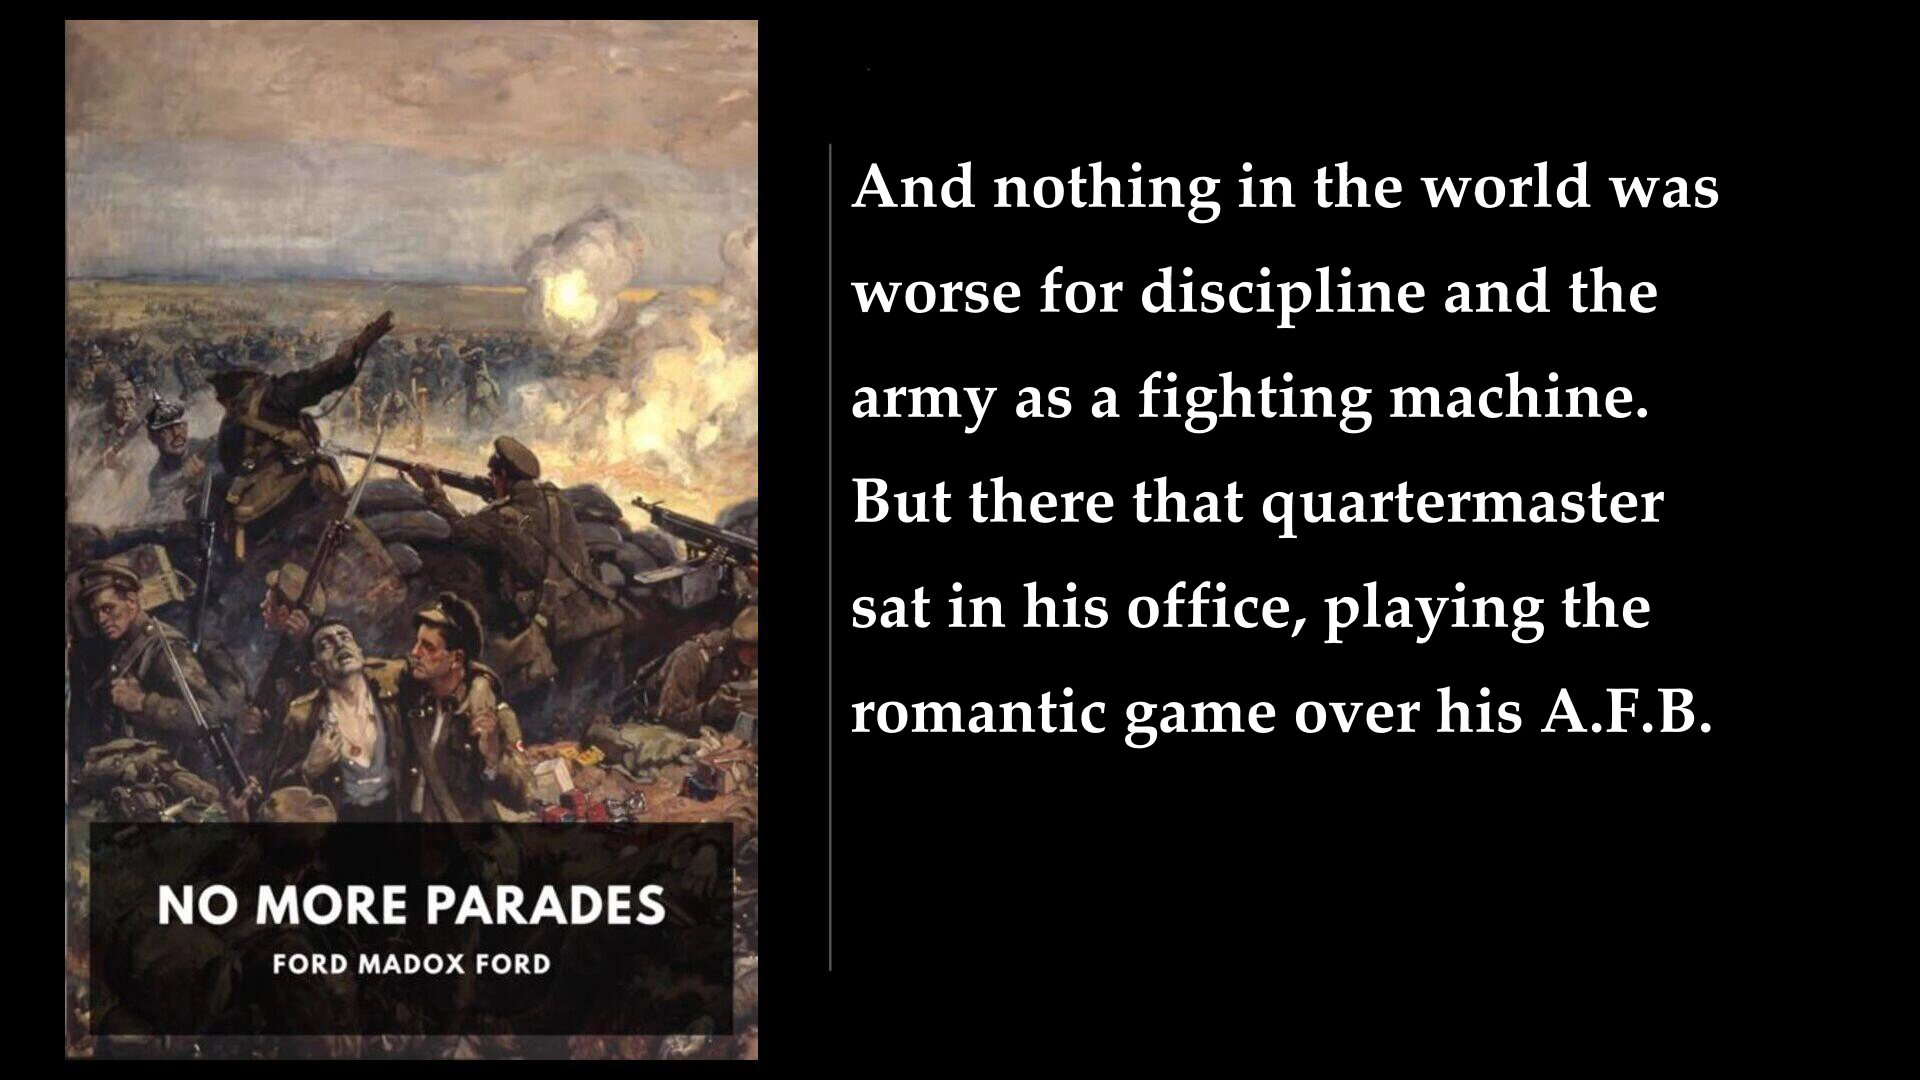 And nothing in the world was
worse for discipline and the
army as a fighting machine.
But there that quartermaster
sat in his office, playing the
romantic game over his A.F.B.
NO MORE PARADES
FORD MADOX FORD